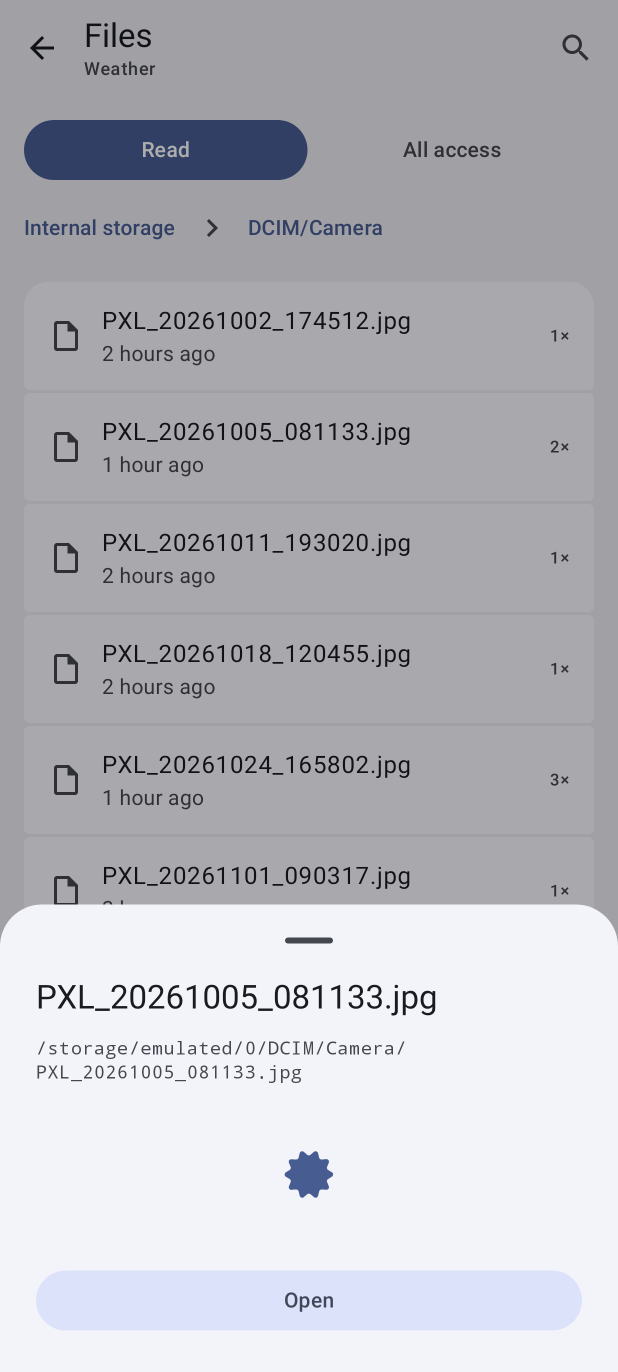 Files
Weather
Read
All access
Internal storage
DCIM/Camera
PXL_20261002_174512.jpg
2 hours ago
1×
PXL_20261005_081133.jpg
1 hour ago
2×
PXL_20261011_193020.jpg
2 hours ago
1×
PXL_20261018_120455.jpg
2 hours ago
1×
PXL_20261024_165802.jpg
1 hour ago
3×
PXL_20261101_090317.jpg
1×
PXL_20261005_081133.jpg
/storage/emulated/0/DCIM/Camera/
PXL_20261005_081133.jpg
Open